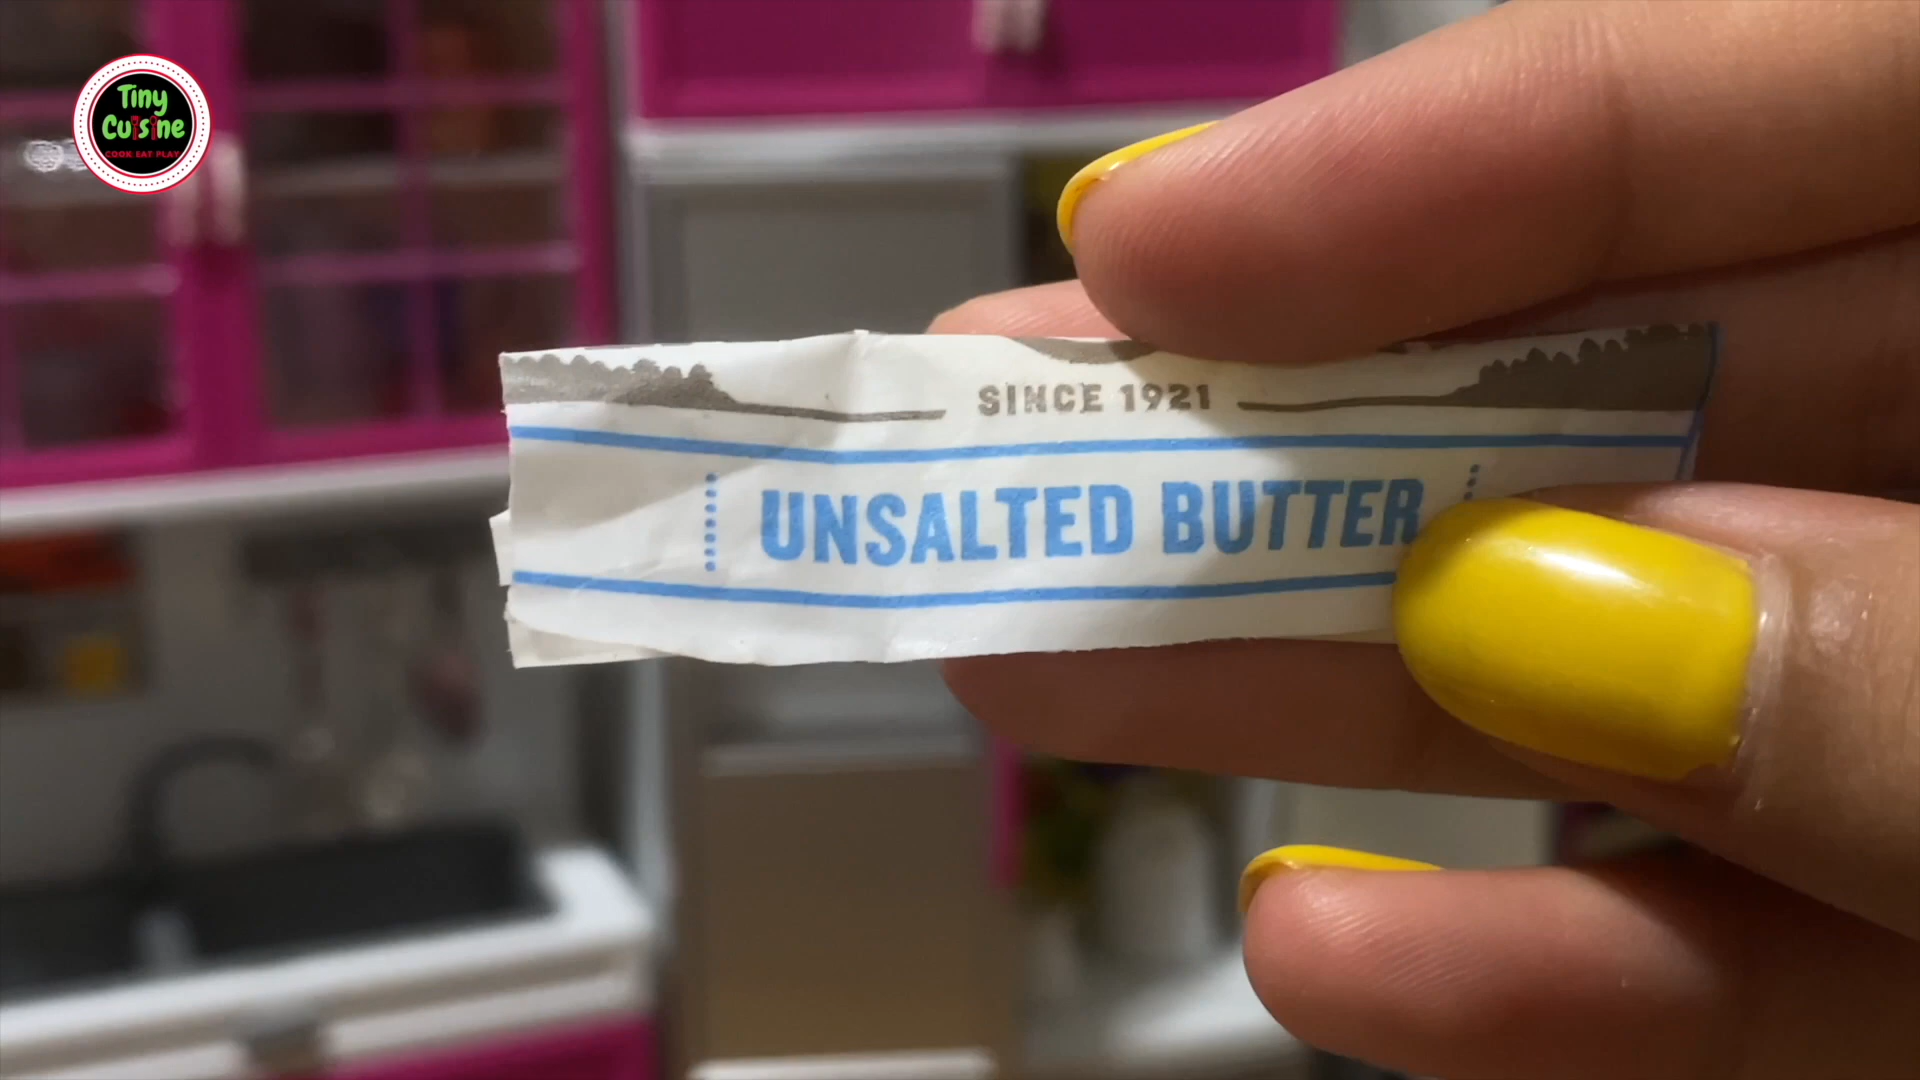 Tiny
Cuisine
COOK EAT PLAY
SINCE 1921
UNSALTED BUTTER